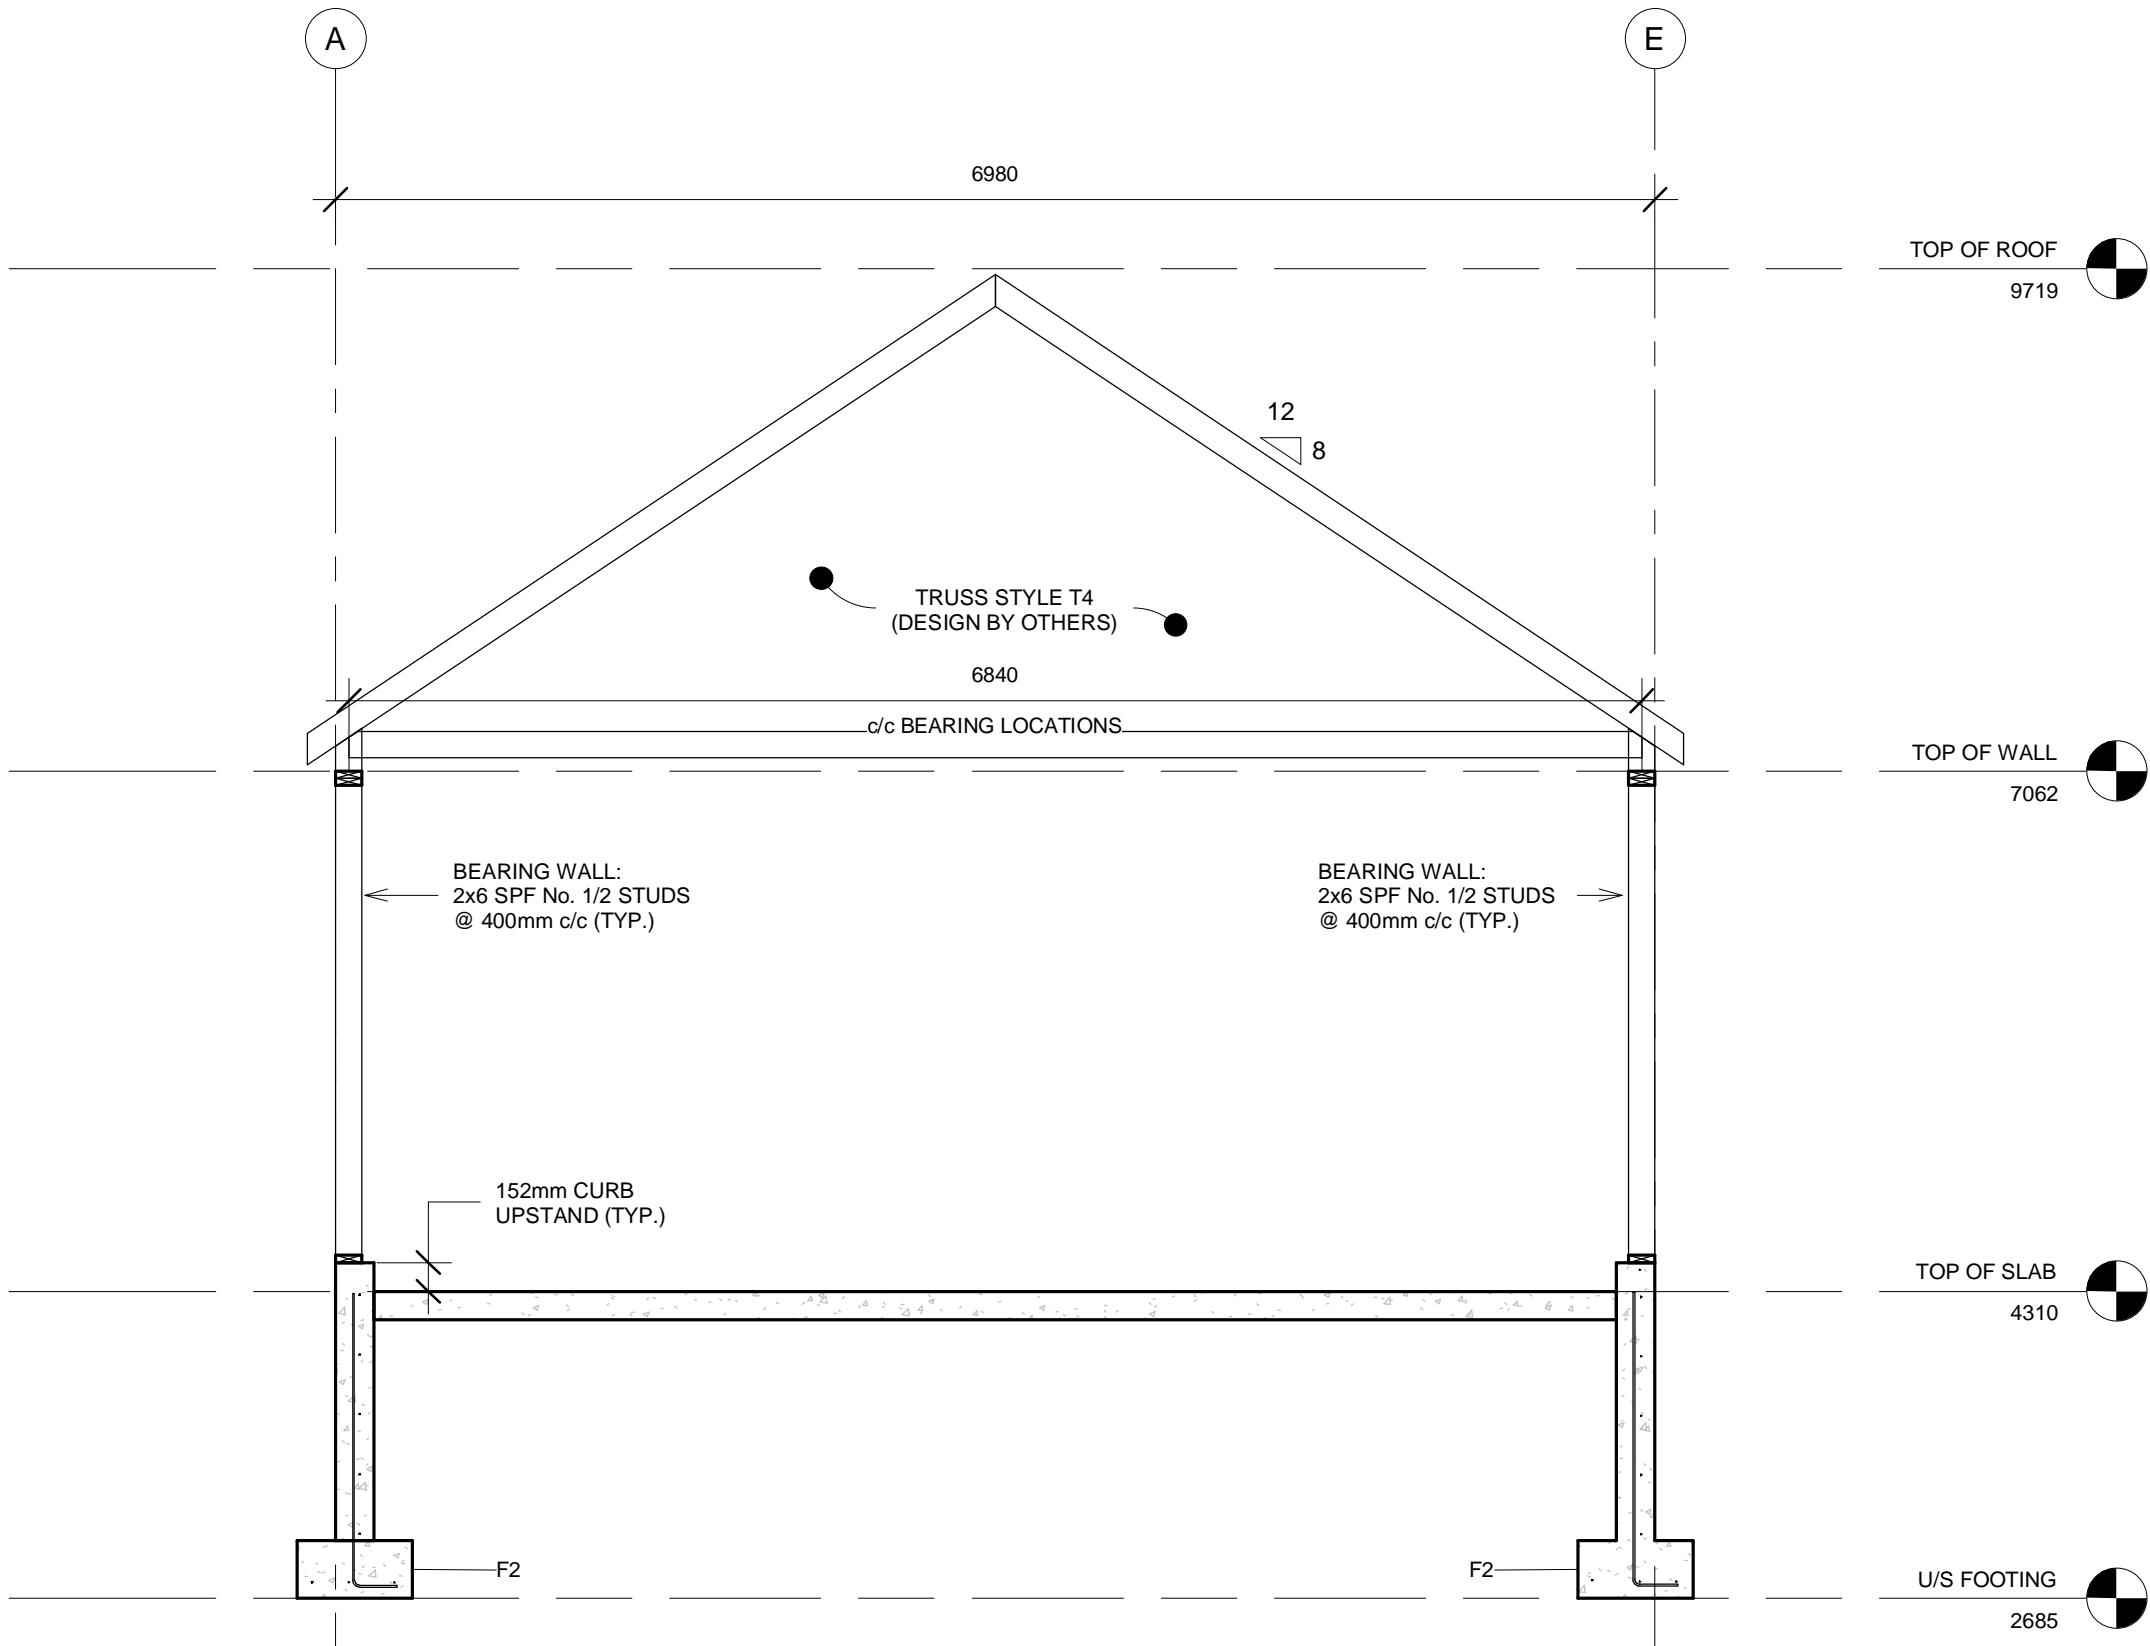 A
E
6980
TOP OF ROOF
9719
12
8
TRUSS STYLE T4
(DESIGN BY OTHERS)
6840
c/c BEARING LOCATIONS
TOP OF WALL
7062
BEARING WALL:
2x6 SPF No. 1/2 STUDS
@ 400mm c/c (TYP.)
BEARING WALL:
2x6 SPF No. 1/2 STUDS
@ 400mm c/c (TYP.)
152mm CURB
UPSTAND (TYP.)
TOP OF SLAB
4310
F2
F2
U/S FOOTING
2685